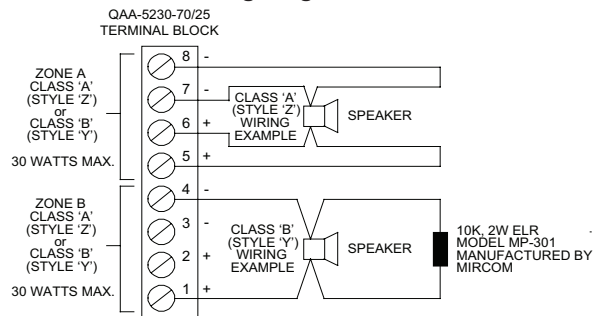 QAA-5230-70/25
TERMINAL BLOCK
ZONE A
CLASS ‘A’
(STYLE ‘Z’)
or
CLASS ‘B’
(STYLE ‘Y’)
30 WATTS MAX.
8 -
7 -
6 +
5 +
CLASS ‘A’
(STYLE ‘Z’)
WIRING
EXAMPLE
SPEAKER
ZONE B
CLASS ‘A’
(STYLE ‘Z’)
or
CLASS ‘B’
(STYLE ‘Y’)
30 WATTS MAX.
4 -
3 -
2 +
1 +
CLASS ‘B’
(STYLE ‘Y’)
WIRING
EXAMPLE
SPEAKER
10K, 2W ELR
MODEL MP-301
MANUFACTURED BY
MIRCOM